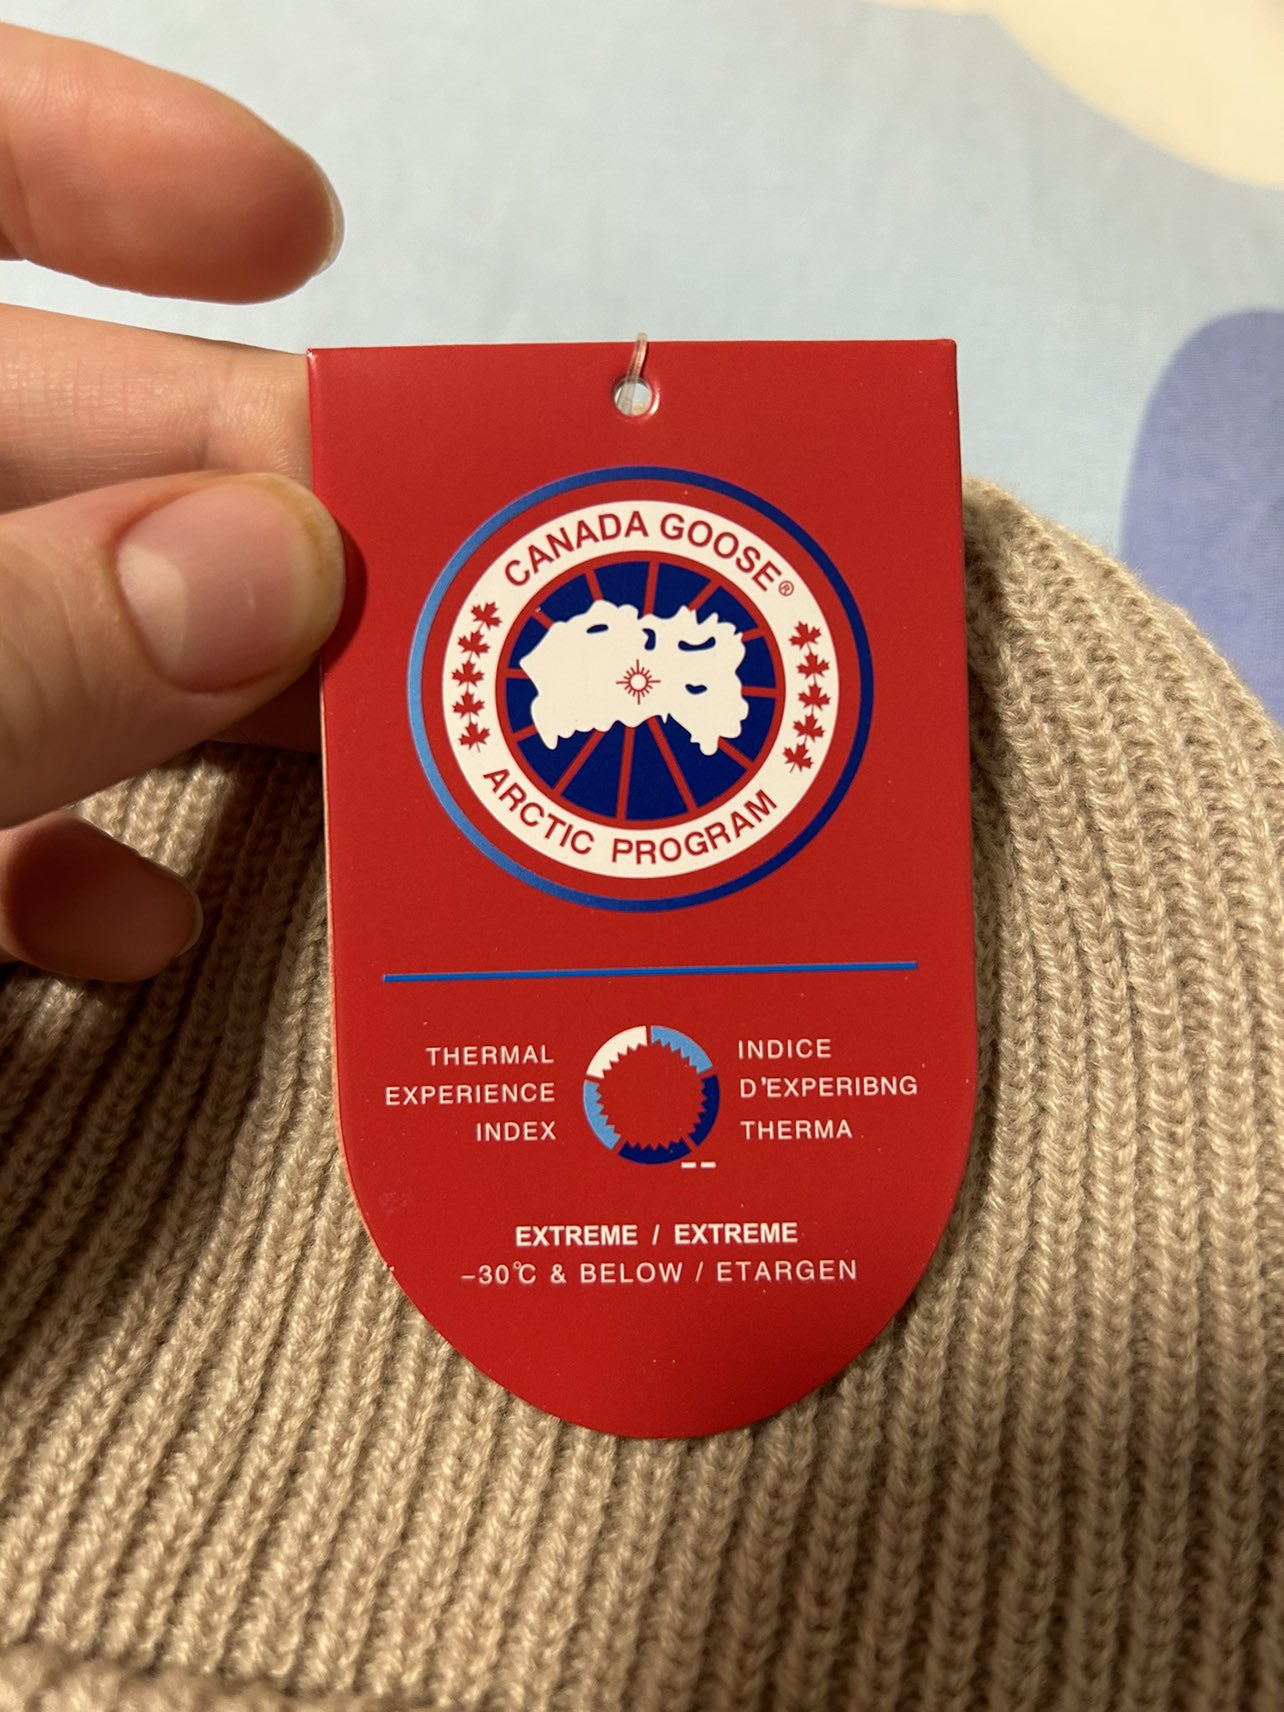 CANADA GOOSE®
ARCTIC PROGRAM
THERMAL
EXPERIENCE
INDEX
INDICE
D'EXPERIBNG
THERMA
EXTREME / EXTREME
-30℃ & BELOW / ETARGEN